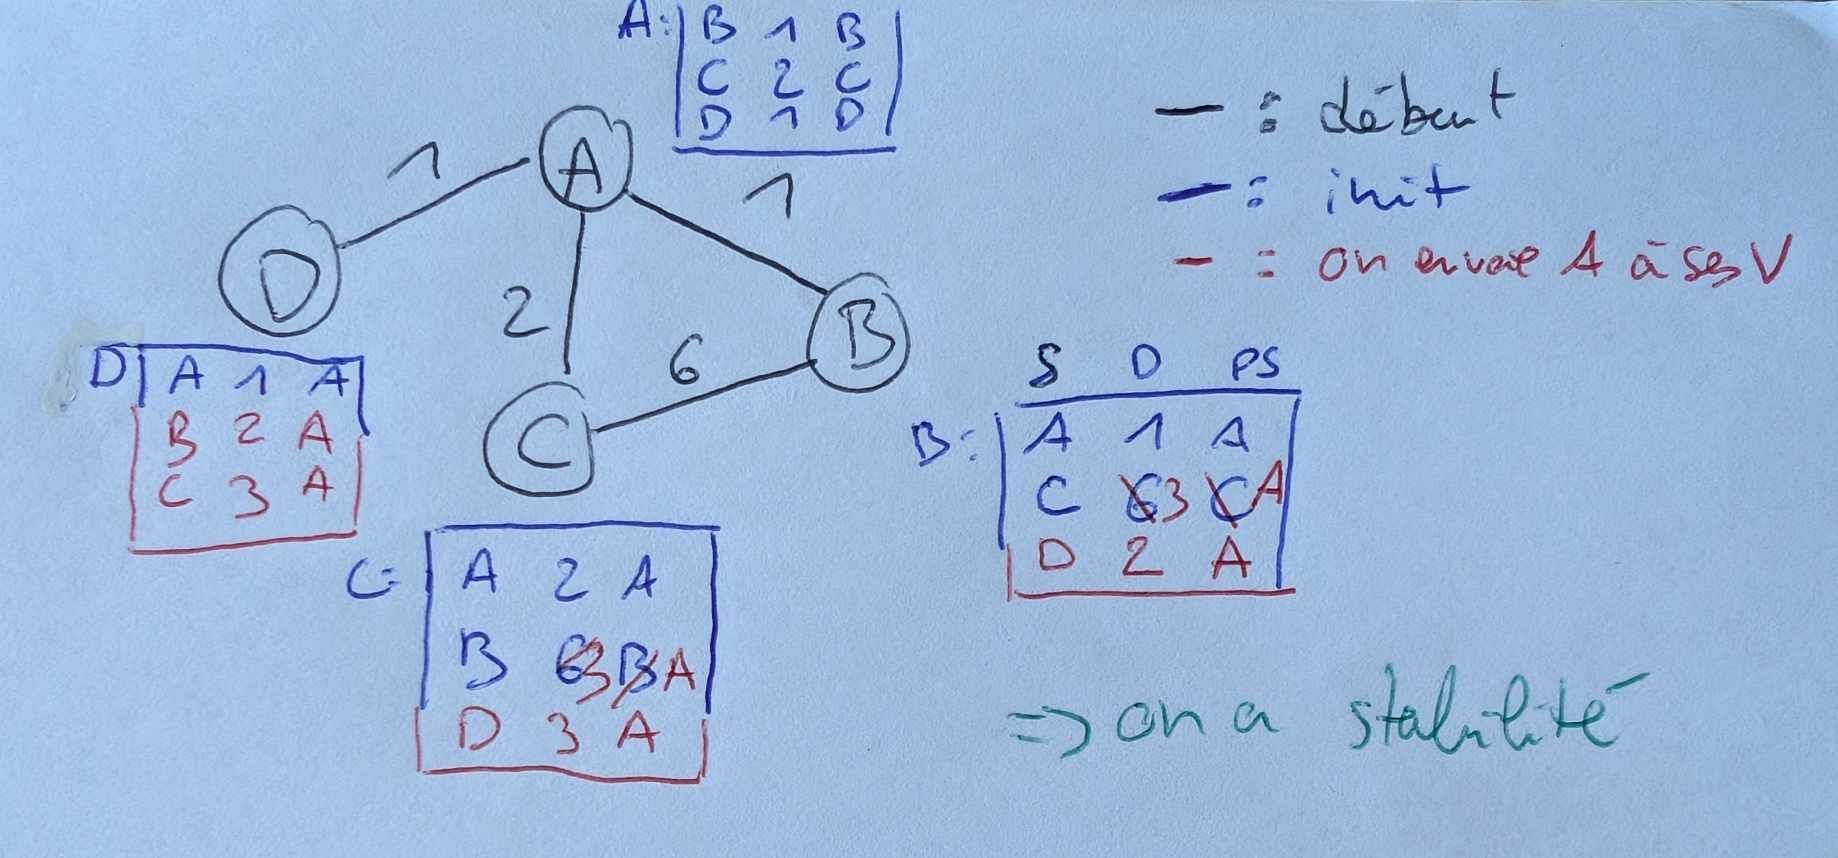 A: B 1 B
C 2 C
D 1 D
— : début
— : init
- : on envoie A à ses V
1
A
1
D
2
B
6
C
D A 1 A
B 2 A
C 3 A
S D PS
B: A 1 A
C 6 3 C A
D 2 A
C: A 2 A
B 6 3 B A
D 3 A
=> on a stabilité